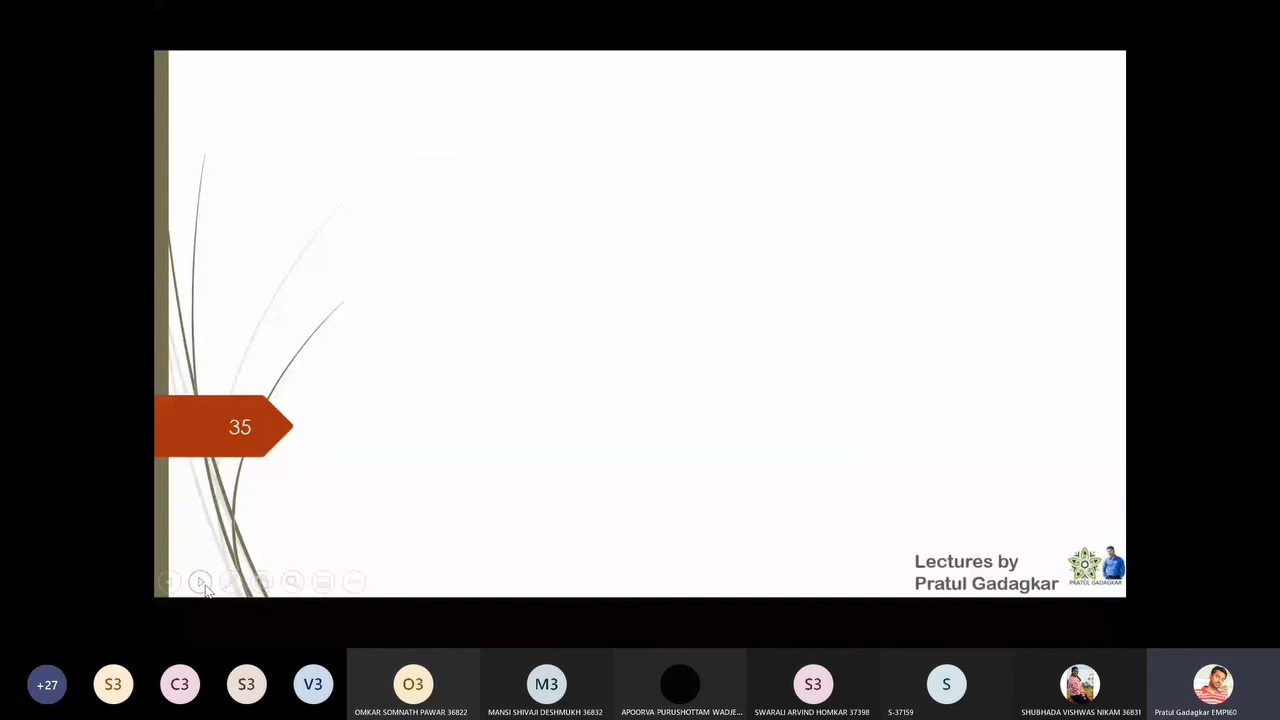 35
Lectures by
Pratul Gadagkar
PRATUL GADAGKAR
+27
S3
C3
S3
V3
O3
M3
S3
S
OMKAR SOMNATH PAWAR 36822
MANSI SHIVAJI DESHMUKH 36832
APOORVA PURUSHOTTAM WADJE...
SWARALI ARVIND HOMKAR 37398
S-37159
SHUBHADA VISHWAS NIKAM 36831
Pratul Gadagkar EMP160